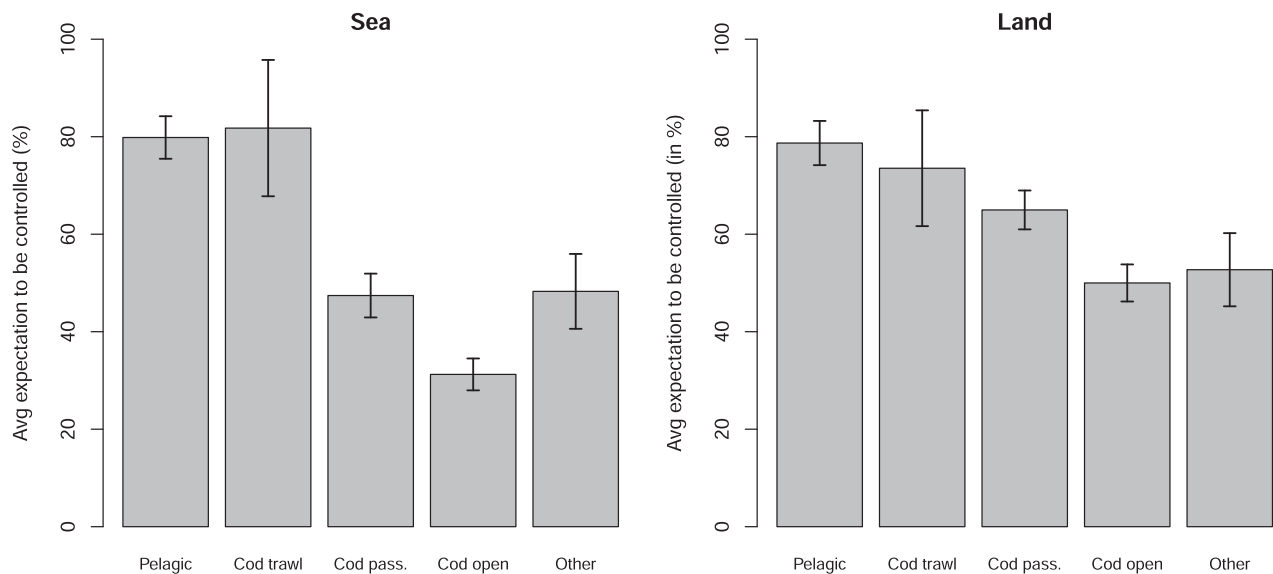 Sea
Avg expectation to be controlled (%)
100
80
60
40
20
0
Pelagic Cod trawl Cod pass. Cod open Other
Land
Avg expectation to be controlled (in %)
100
80
60
40
20
0
Pelagic Cod trawl Cod pass. Cod open Other